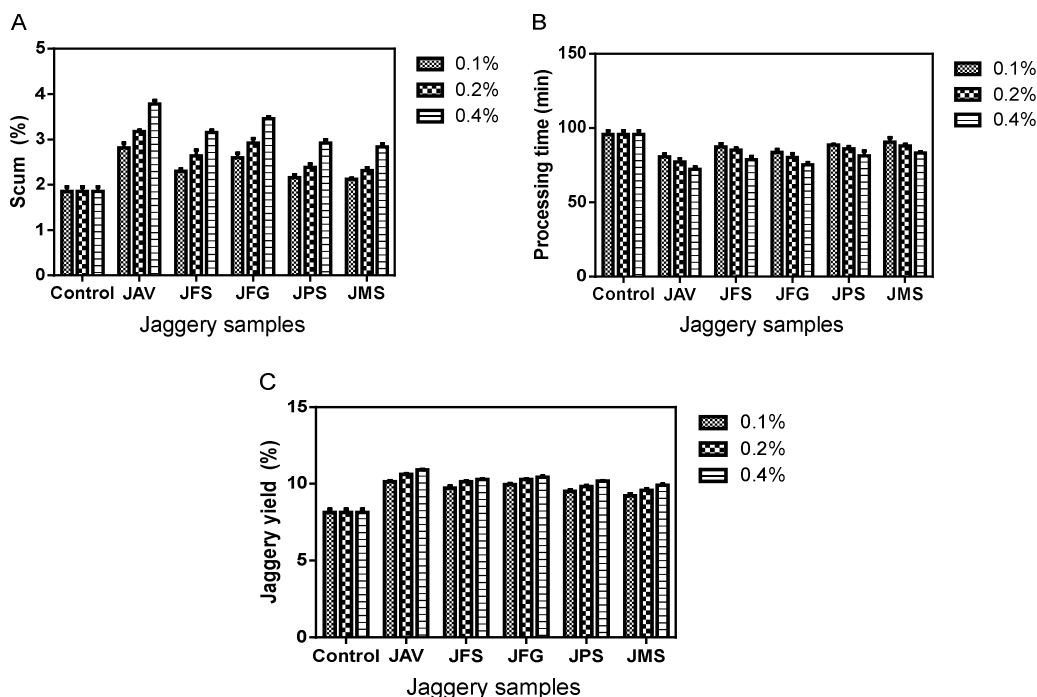 A
Scum (%)
5
4
3
2
1
0
Control JAV JFS JFG JPS JMS
Jaggery samples
0.1%
0.2%
0.4%
B
Processing time (min)
150
100
50
0
Control JAV JFS JFG JPS JMS
Jaggery samples
0.1%
0.2%
0.4%
C
Jaggery yield (%)
15
10
5
0
Control JAV JFS JFG JPS JMS
Jaggery samples
0.1%
0.2%
0.4%